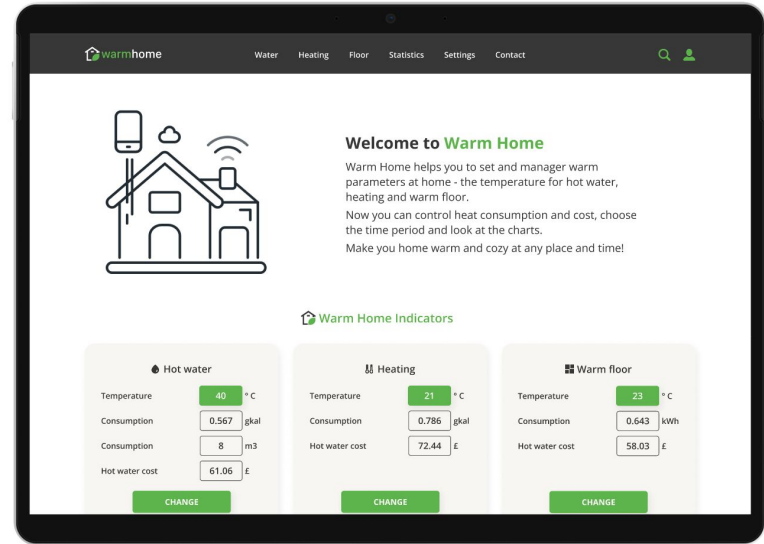 warmhome
Water Heating Floor Statistics Settings Contact
Welcome to Warm Home
Warm Home helps you to set and manager warm
parameters at home - the temperature for hot water,
heating and warm floor.
Now you can control heat consumption and cost, choose
the time period and look at the charts.
Make you home warm and cozy at any place and time!
Warm Home Indicators
Hot water
Temperature 40 ° C
Consumption 0.567 gkal
Consumption 8 m3
Hot water cost 61.06 £
CHANGE
Heating
Temperature 21 ° C
Consumption 0.786 gkal
Hot water cost 72.44 £
CHANGE
Warm floor
Temperature 23 ° C
Consumption 0.643 kWh
Hot water cost 58.03 £
CHANGE